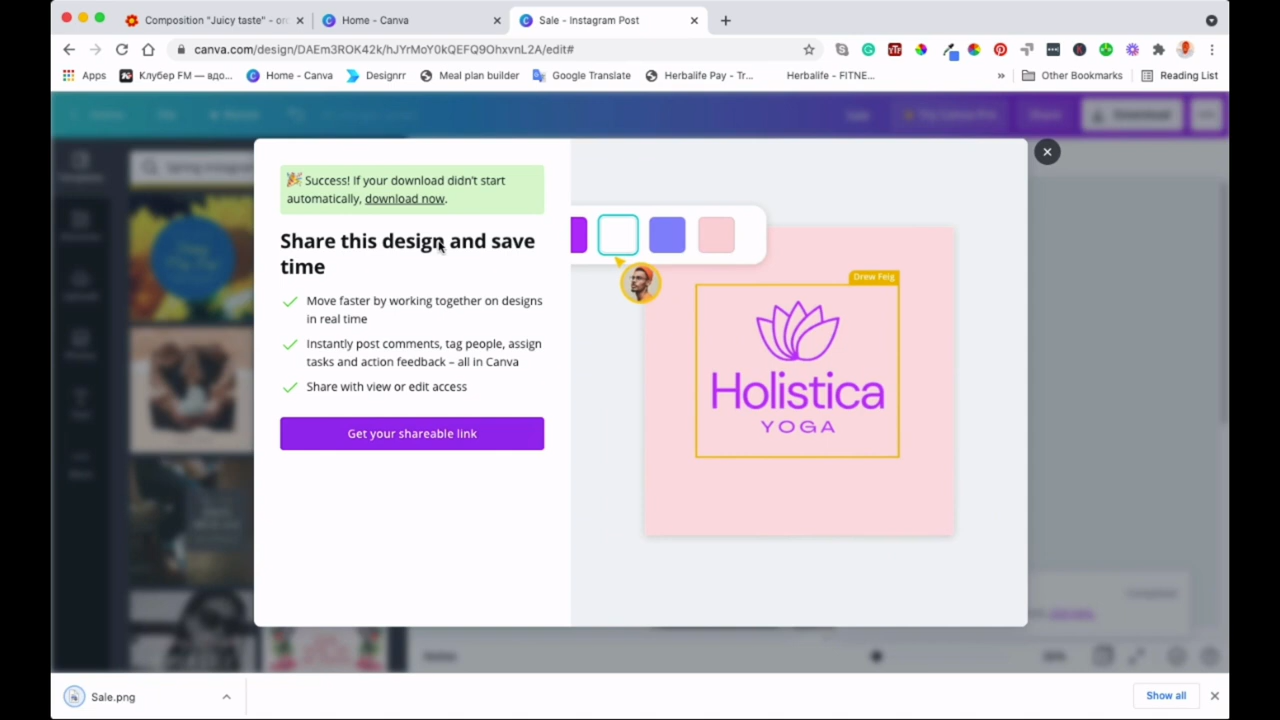 Composition "Juicy taste" - orc
Home - Canva
Sale - Instagram Post
canva.com/design/DAEm3ROK42k/hJYrMoY0kQEFQ9OhxvnL2A/edit#
Apps
Клубер FM — вдо...
Home - Canva
Designrr
Meal plan builder
Google Translate
Herbalife Pay - Tr...
Herbalife - FITNE...
»
Other Bookmarks
Reading List
Success! If your download didn't start
automatically, download now.
Share this design and save
time
Move faster by working together on designs
in real time
Instantly post comments, tag people, assign
tasks and action feedback – all in Canva
Share with view or edit access
Get your shareable link
Drew Feig
Holistica
YOGA
Sale.png
Show all